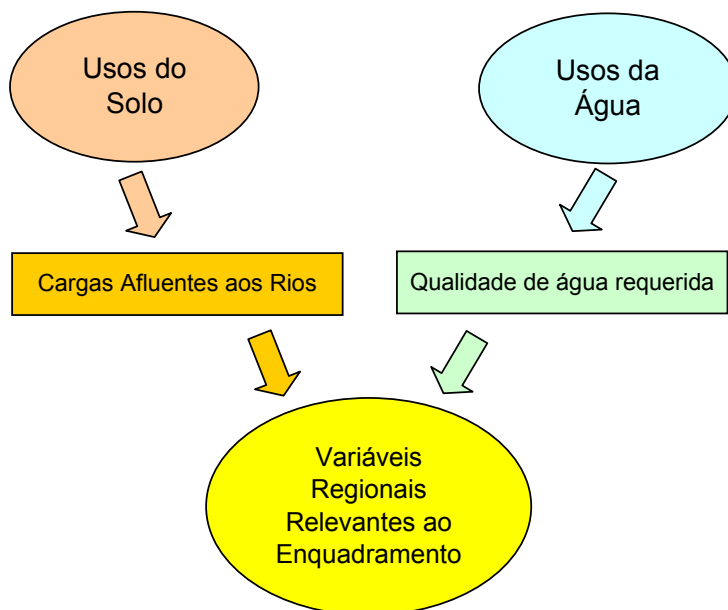 Usos do
Solo
Usos da
Água
Cargas Afluentes aos Rios
Qualidade de água requerida
Variáveis
Regionais
Relevantes ao
Enquadramento